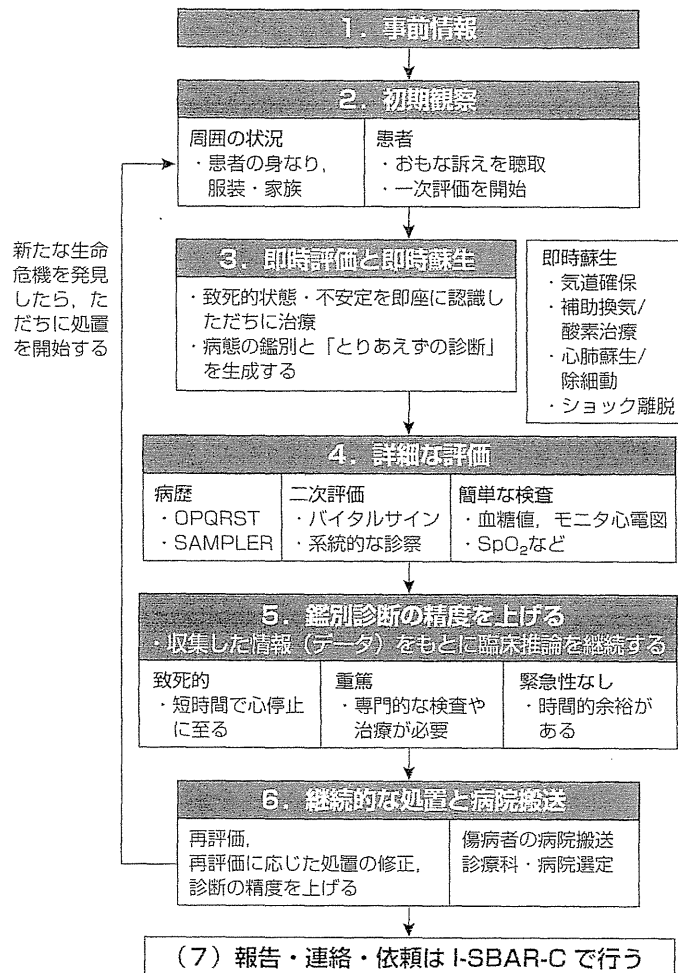 1．事前情報
2．初期観察
周囲の状況
・患者の身なり，
服装・家族
患者
・おもな訴えを聴取
・一次評価を開始
新たな生命
危機を発見
したら，た
だちに処置
を開始する
3．即時評価と即時蘇生
・致死的状態・不安定を即座に認識し
ただちに治療
・病態の鑑別と「とりあえずの診断」
を生成する
即時蘇生
・気道確保
・補助換気/
酸素治療
・心肺蘇生/
除細動
・ショック離脱
4．詳細な評価
病歴
・OPQRST
・SAMPLER
二次評価
・バイタルサイン
・系統的な診察
簡単な検査
・血糖値，モニタ心電図
・SpO₂など
5．鑑別診断の精度を上げる
・収集した情報（データ）をもとに臨床推論を継続する
致死的
・短時間で心停止
に至る
重篤
・専門的な検査や
治療が必要
緊急性なし
・時間的余裕が
ある
6．継続的な処置と病院搬送
再評価，
再評価に応じた処置の修正，
診断の精度を上げる
傷病者の病院搬送
診療科・病院選定
（7）報告・連絡・依頼は I-SBAR-C で行う